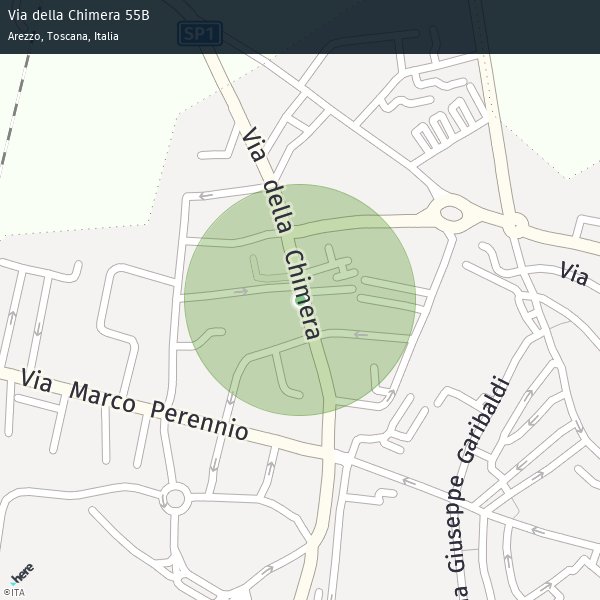 Via della Chimera 55B
Arezzo, Toscana, Italia
SP1
Via della Chimera
Via
Via Marco Perennio
Giuseppe Garibaldi
here
©ITA